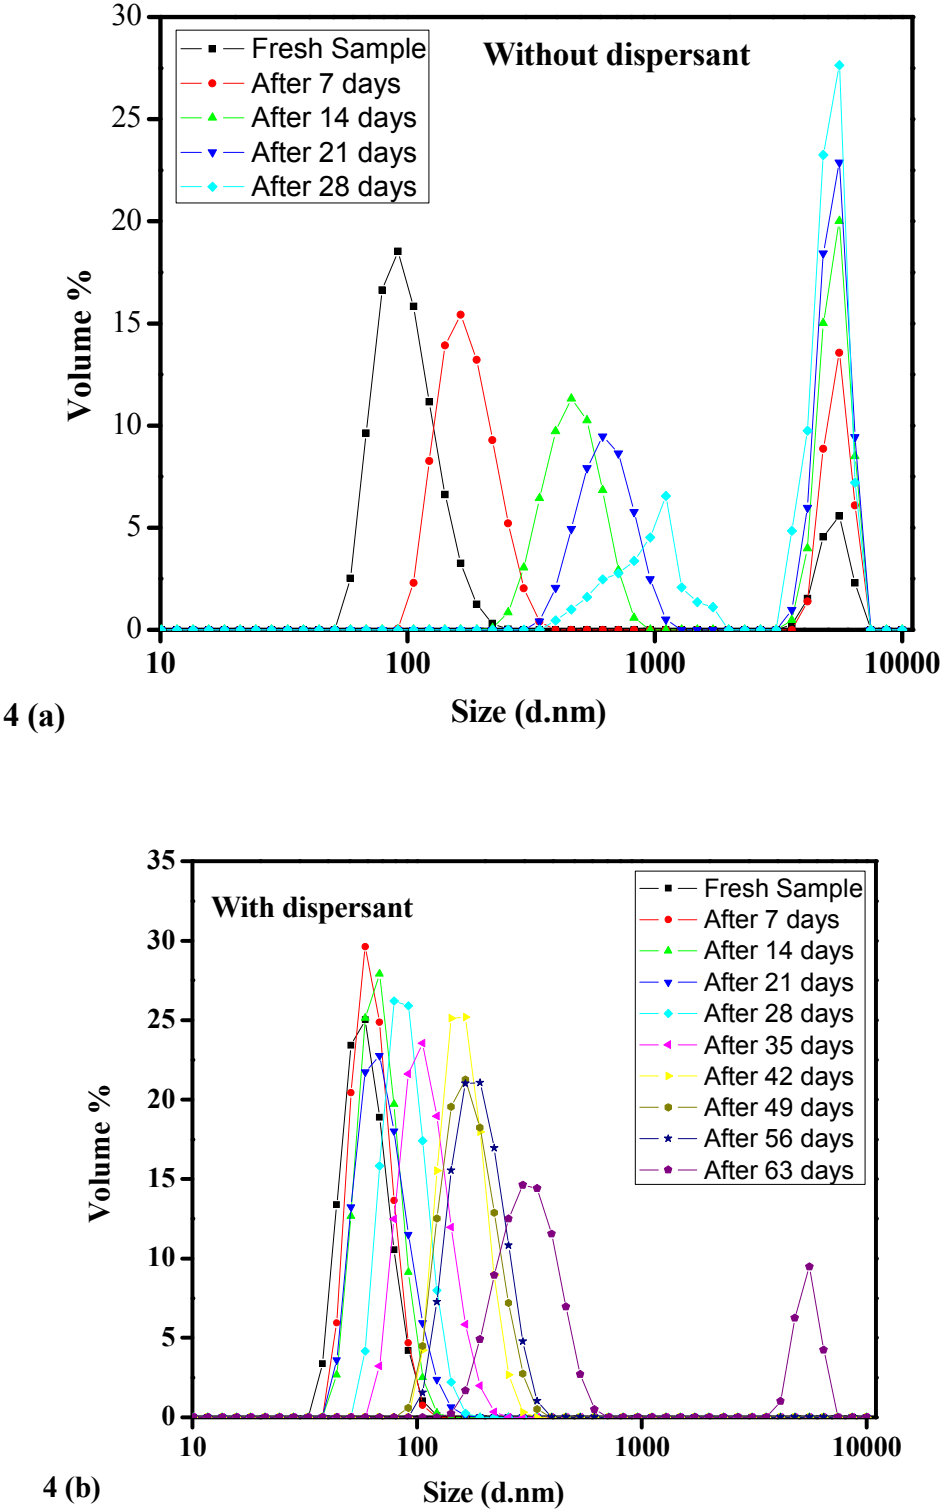 30
25
20
15
10
5
0
Volume %
Fresh Sample
After 7 days
After 14 days
After 21 days
After 28 days
Without dispersant
10 100 1000 10000
Size (d.nm)
4 (a)
35
30
25
20
15
10
5
0
Volume %
With dispersant
Fresh Sample
After 7 days
After 14 days
After 21 days
After 28 days
After 35 days
After 42 days
After 49 days
After 56 days
After 63 days
10 100 1000 10000
Size (d.nm)
4 (b)